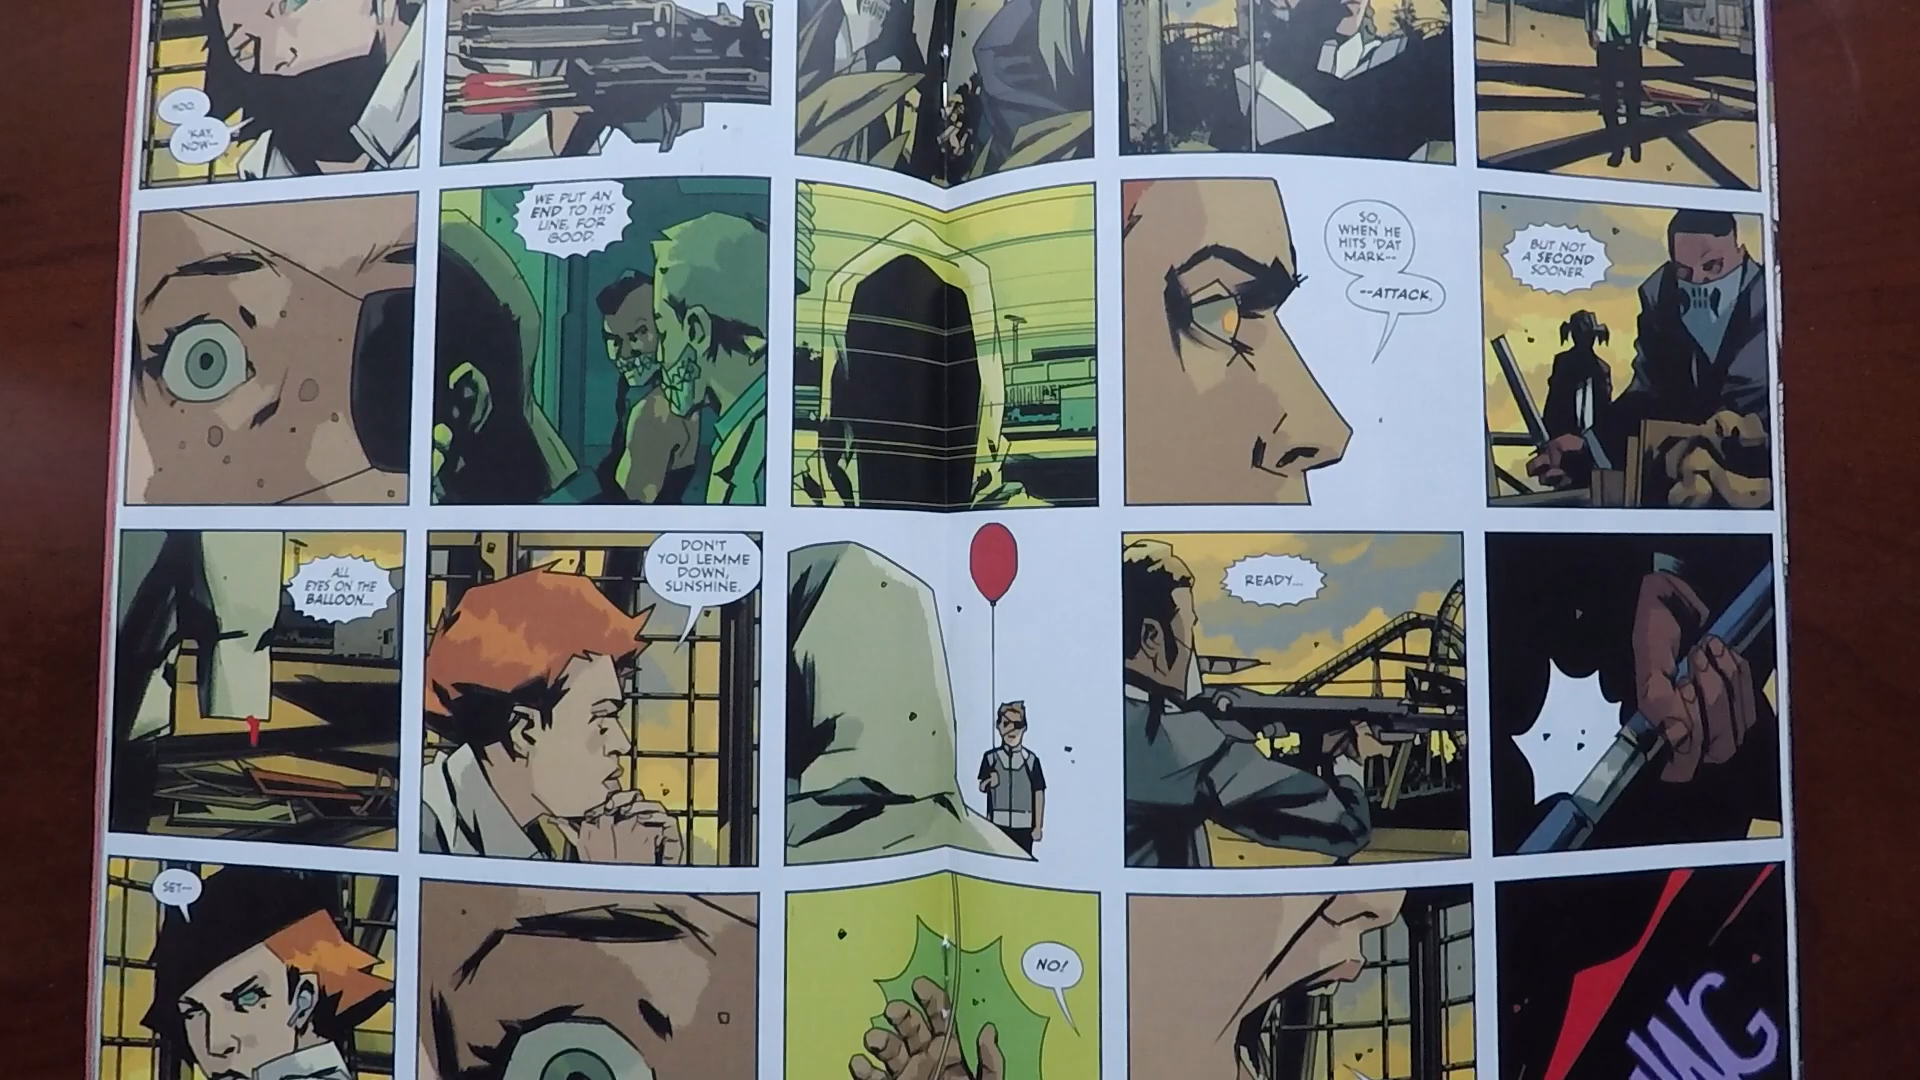 HOO.
'KAY,
NOW--
WE PUT AN
END TO HIS
LINE, FOR
GOOD.
SO,
WHEN HE
HITS 'DAT
MARK--
--ATTACK.
BUT NOT
A SECOND
SOONER.
ALL
EYES ON THE
BALLOON...
DON'T
YOU LEMME
DOWN,
SUNSHINE.
READY...
SET--
NO!